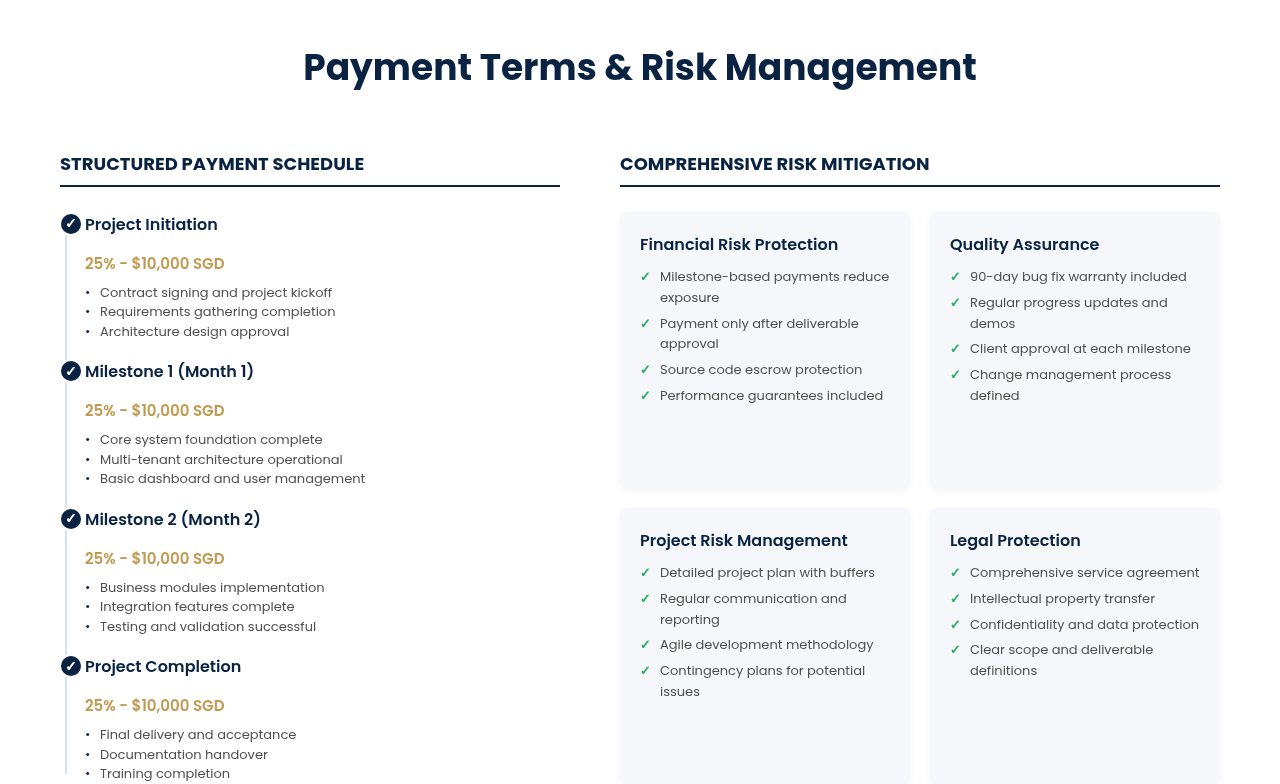 Payment Terms & Risk Management
STRUCTURED PAYMENT SCHEDULE
✓ Project Initiation
25% - $10,000 SGD
• Contract signing and project kickoff
• Requirements gathering completion
• Architecture design approval
✓ Milestone 1 (Month 1)
25% - $10,000 SGD
• Core system foundation complete
• Multi-tenant architecture operational
• Basic dashboard and user management
✓ Milestone 2 (Month 2)
25% - $10,000 SGD
• Business modules implementation
• Integration features complete
• Testing and validation successful
✓ Project Completion
25% - $10,000 SGD
• Final delivery and acceptance
• Documentation handover
• Training completion
COMPREHENSIVE RISK MITIGATION
Financial Risk Protection
✓ Milestone-based payments reduce
exposure
✓ Payment only after deliverable
approval
✓ Source code escrow protection
✓ Performance guarantees included
Quality Assurance
✓ 90-day bug fix warranty included
✓ Regular progress updates and
demos
✓ Client approval at each milestone
✓ Change management process
defined
Project Risk Management
✓ Detailed project plan with buffers
✓ Regular communication and
reporting
✓ Agile development methodology
✓ Contingency plans for potential
issues
Legal Protection
✓ Comprehensive service agreement
✓ Intellectual property transfer
✓ Confidentiality and data protection
✓ Clear scope and deliverable
definitions